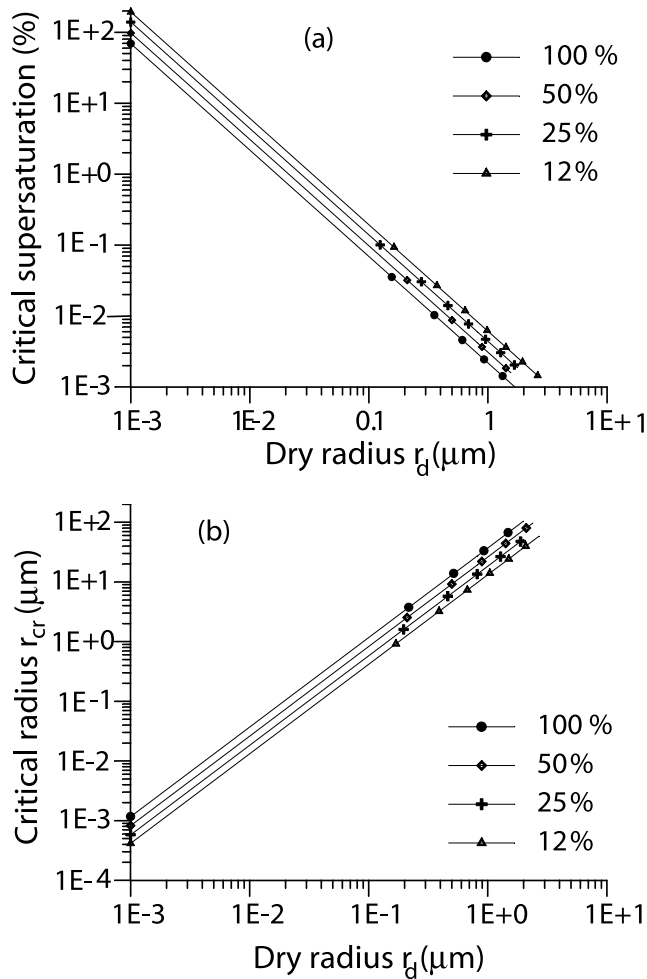 (a)
Critical supersaturation (%)
1E+2
1E+1
1E+0
1E-1
1E-2
1E-3
100 %
50%
25%
12%
1E-3
1E-2
0.1
1
1E+1
Dry radius r_d(μm)
(b)
Critical radius r_cr (μm)
1E+2
1E+1
1E+0
1E-1
1E-2
1E-3
1E-4
100 %
50%
25%
12%
1E-3
1E-2
1E-1
1E+0
1E+1
Dry radius r_d(μm)